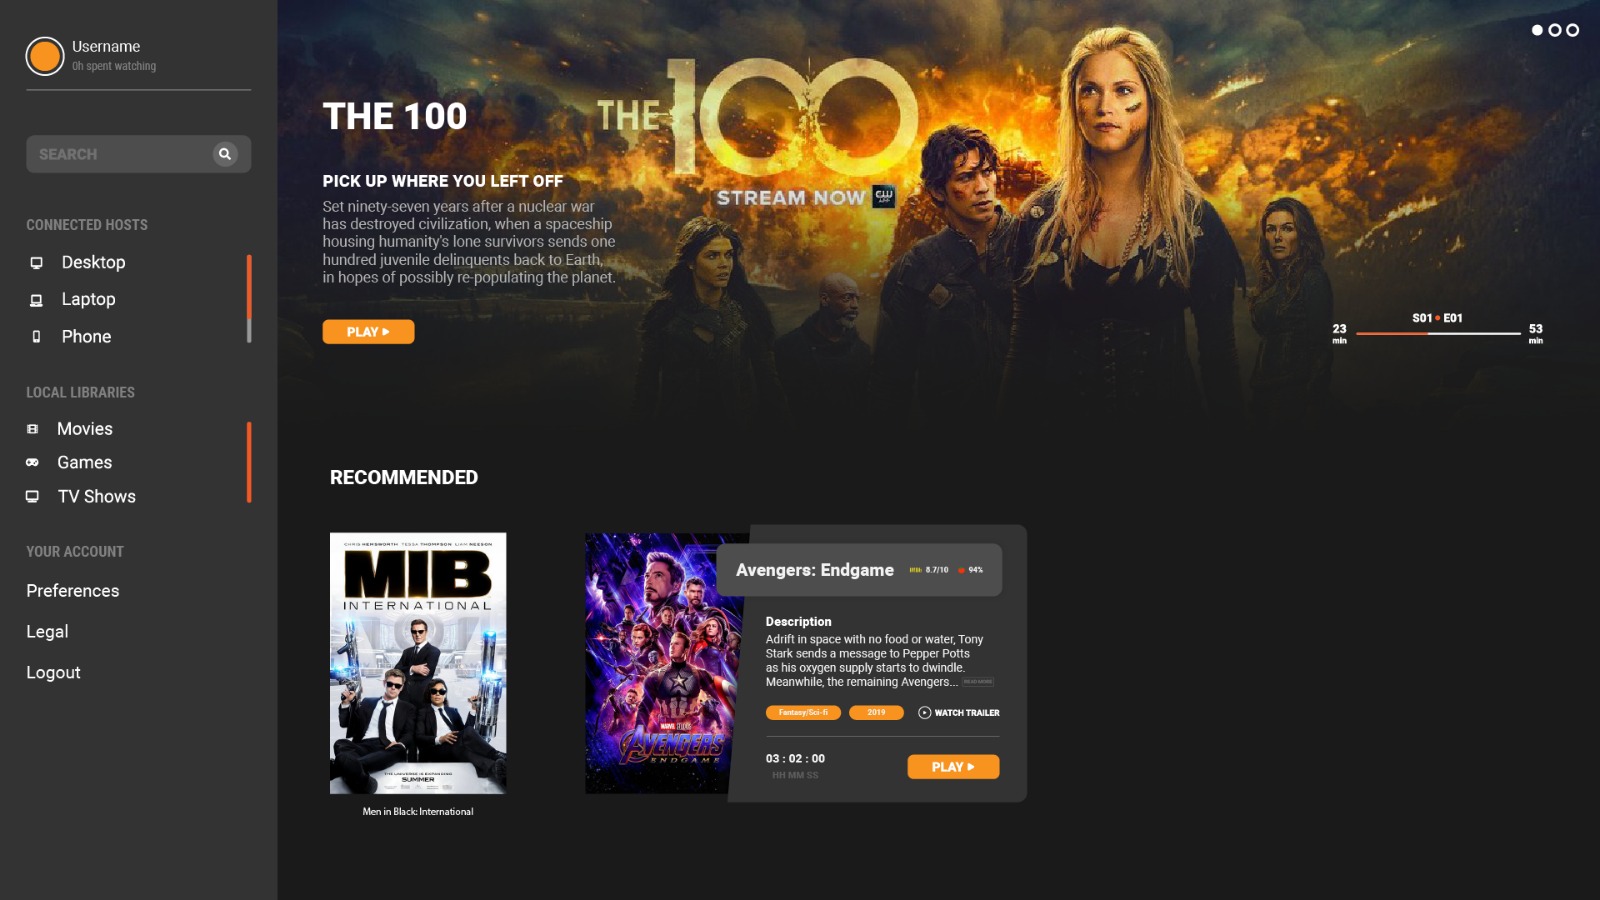 Username
0h spent watching
SEARCH
CONNECTED HOSTS
Desktop
Laptop
Phone
LOCAL LIBRARIES
Movies
Games
TV Shows
YOUR ACCOUNT
Preferences
Legal
Logout
THE 100
THE 100
STREAM NOW
CW
PICK UP WHERE YOU LEFT OFF
Set ninety-seven years after a nuclear war
has destroyed civilization, when a spaceship
housing humanity's lone survivors sends one
hundred juvenile delinquents back to Earth,
in hopes of possibly re-populating the planet.
PLAY
S01 • E01
23 min
53 min
RECOMMENDED
CHRIS HEMSWORTH TESSA THOMPSON LIAM NEESON
MIB
INTERNATIONAL
THE UNIVERSE IS EXPANDING
SUMMER
Men in Black: International
MARVEL STUDIOS
AVENGERS
ENDGAME
Avengers: Endgame
8.7/10
94%
Description
Adrift in space with no food or water, Tony
Stark sends a message to Pepper Potts
as his oxygen supply starts to dwindle.
Meanwhile, the remaining Avengers... READ MORE
Fantasy/Sci-fi
2019
WATCH TRAILER
03 : 02 : 00
HH MM SS
PLAY